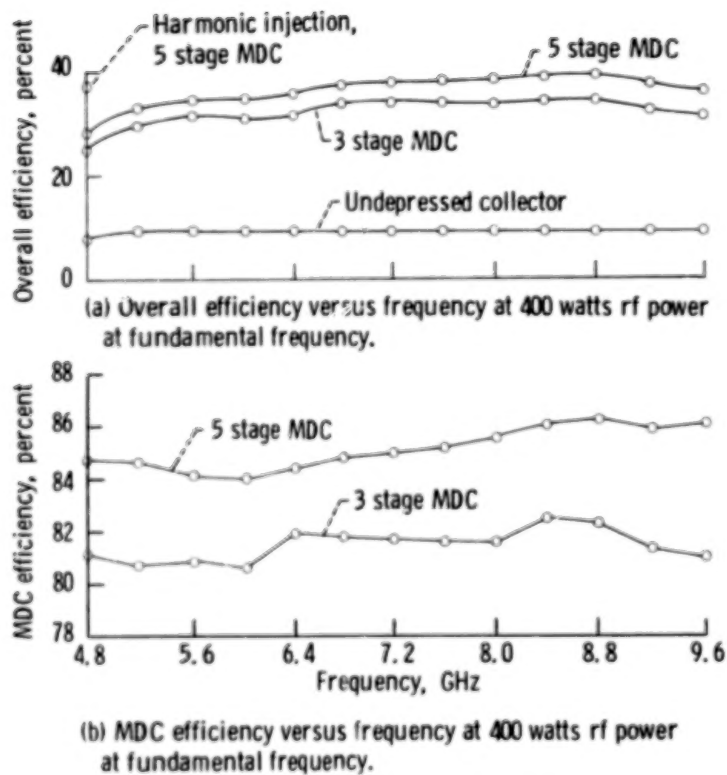 Harmonic injection,
5 stage MDC
5 stage MDC
40
3 stage MDC
20
Undepressed collector
0
Overall efficiency, percent
(a) Overall efficiency versus frequency at 400 watts rf power
at fundamental frequency.
88
86
5 stage MDC
84
3 stage MDC
82
80
78
MDC efficiency, percent
4.8 5.6 6.4 7.2 8.0 8.8 9.6
Frequency, GHz
(b) MDC efficiency versus frequency at 400 watts rf power
at fundamental frequency.